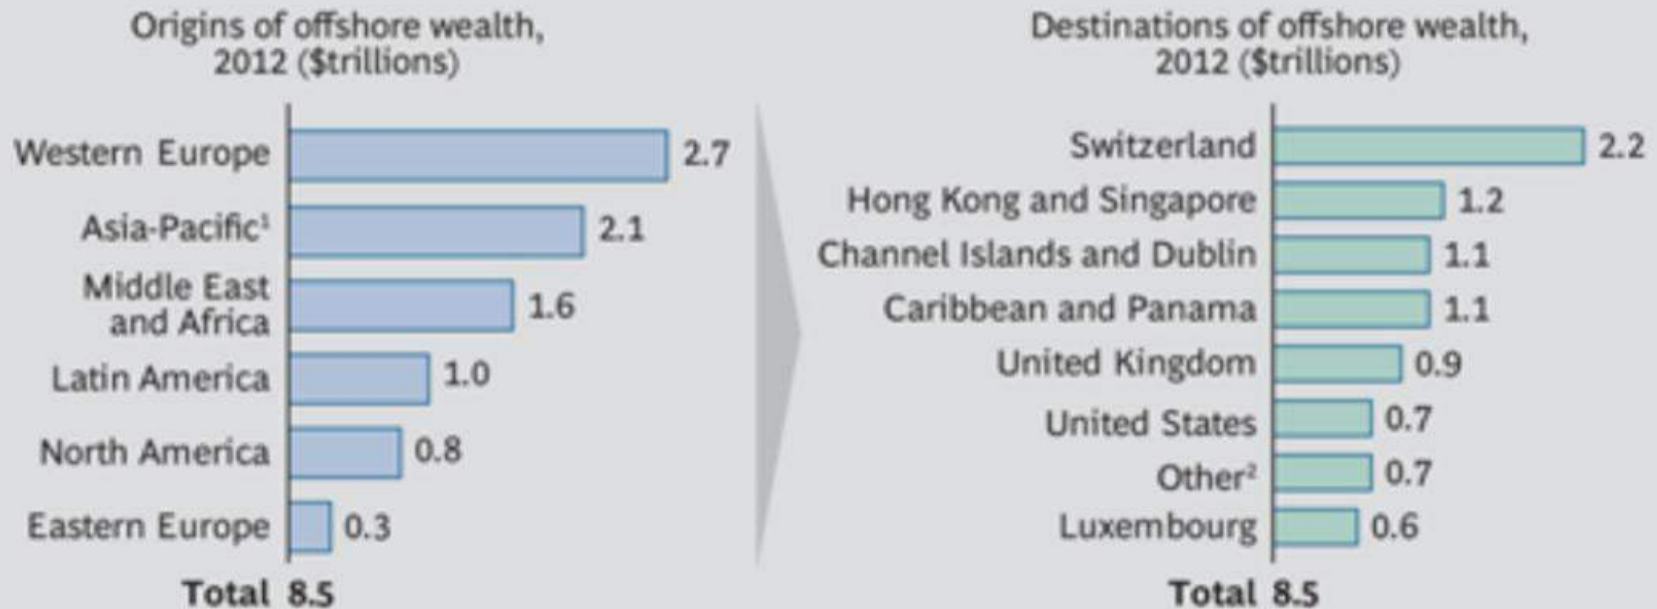 Origins of offshore wealth,
2012 ($trillions)
Western Europe 2.7
Asia-Pacific¹ 2.1
Middle East
and Africa 1.6
Latin America 1.0
North America 0.8
Eastern Europe 0.3
Total 8.5
Destinations of offshore wealth,
2012 ($trillions)
Switzerland 2.2
Hong Kong and Singapore 1.2
Channel Islands and Dublin 1.1
Caribbean and Panama 1.1
United Kingdom 0.9
United States 0.7
Other² 0.7
Luxembourg 0.6
Total 8.5